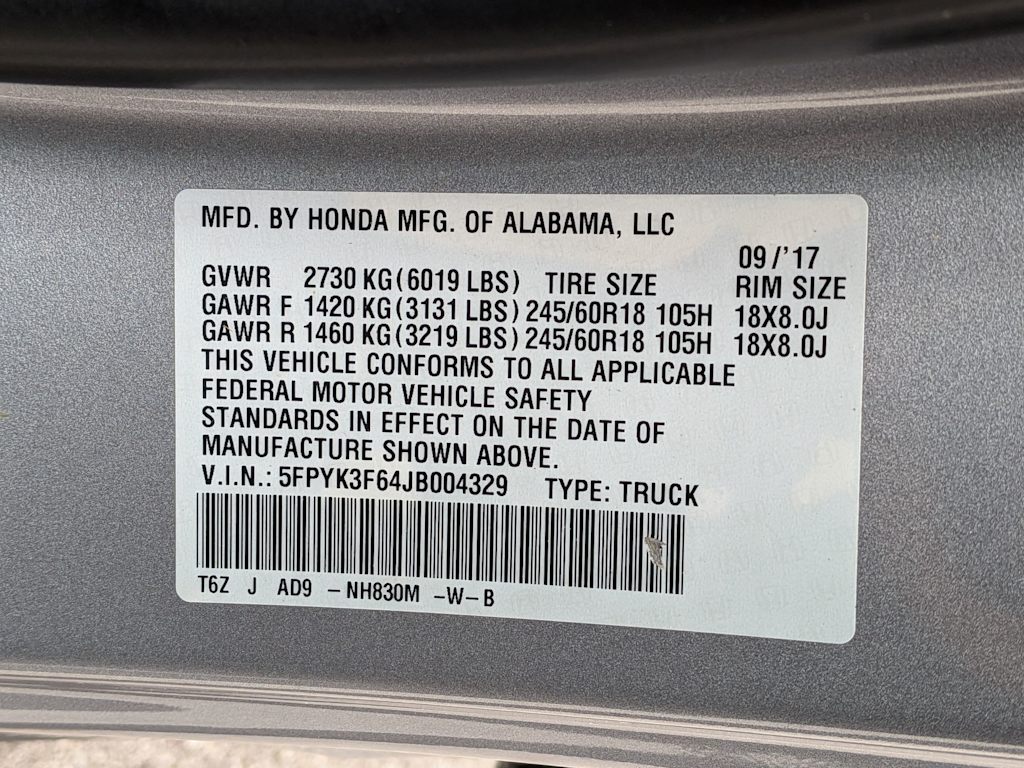 MFD. BY HONDA MFG. OF ALABAMA, LLC
09/'17
GVWR 2730 KG(6019 LBS) TIRE SIZE RIM SIZE
GAWR F 1420 KG(3131 LBS) 245/60R18 105H 18X8.0J
GAWR R 1460 KG(3219 LBS) 245/60R18 105H 18X8.0J
THIS VEHICLE CONFORMS TO ALL APPLICABLE
FEDERAL MOTOR VEHICLE SAFETY
STANDARDS IN EFFECT ON THE DATE OF
MANUFACTURE SHOWN ABOVE.
V.I.N.: 5FPYK3F64JB004329 TYPE: TRUCK
T6Z J AD9 -NH830M -W-B